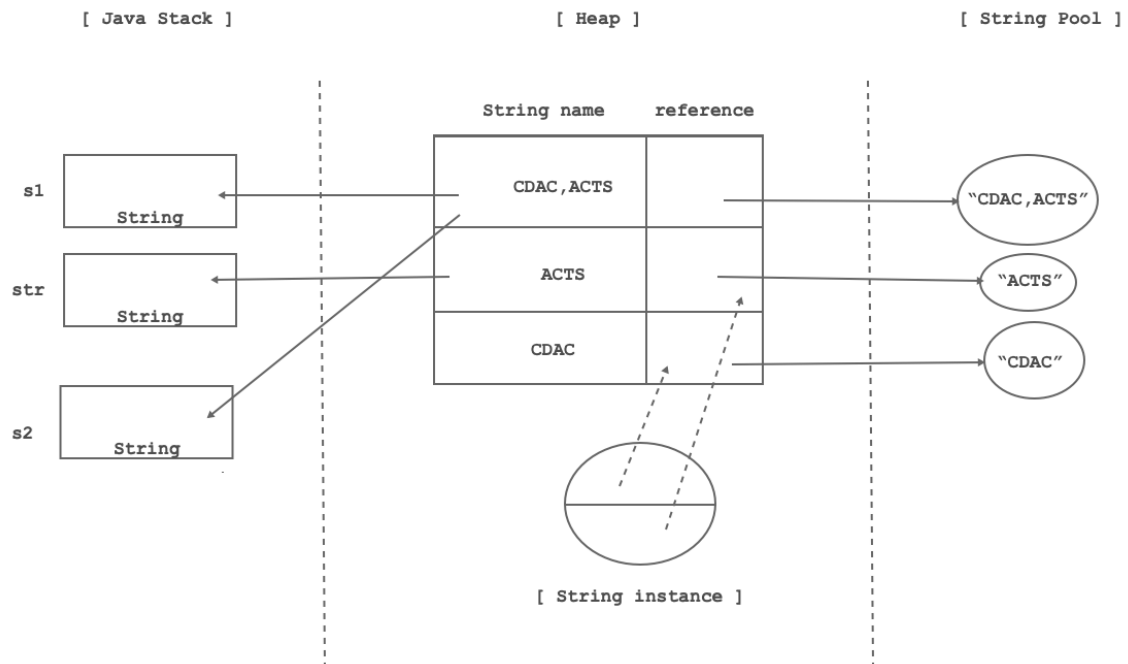 [ Java Stack ]
[ Heap ]
[ String Pool ]
String name
reference
s1
String
CDAC,ACTS
“CDAC,ACTS”
str
String
ACTS
“ACTS”
CDAC
“CDAC”
s2
String
[ String instance ]